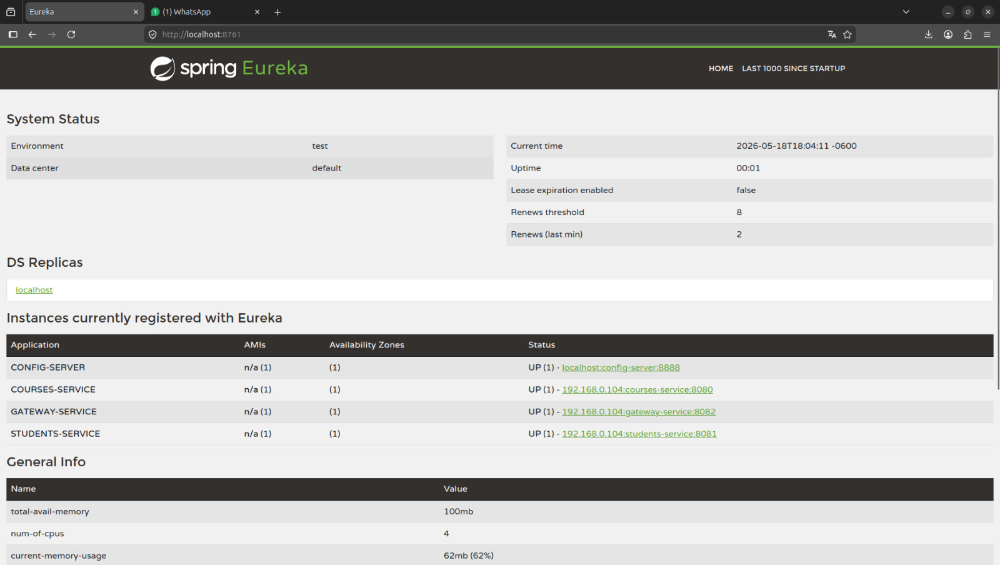 Eureka
1 (1) WhatsApp
http://localhost:8761
spring Eureka
HOME LAST 1000 SINCE STARTUP
System Status
Environment test
Data center default
Current time 2026-05-18T18:04:11 -0600
Uptime 00:01
Lease expiration enabled false
Renews threshold 8
Renews (last min) 2
DS Replicas
localhost
Instances currently registered with Eureka
Application AMIs Availability Zones Status
CONFIG-SERVER n/a (1) (1) UP (1) - localhost:config-server:8888
COURSES-SERVICE n/a (1) (1) UP (1) - 192.168.0.104:courses-service:8080
GATEWAY-SERVICE n/a (1) (1) UP (1) - 192.168.0.104:gateway-service:8082
STUDENTS-SERVICE n/a (1) (1) UP (1) - 192.168.0.104:students-service:8081
General Info
Name Value
total-avail-memory 100mb
num-of-cpus 4
current-memory-usage 62mb (62%)